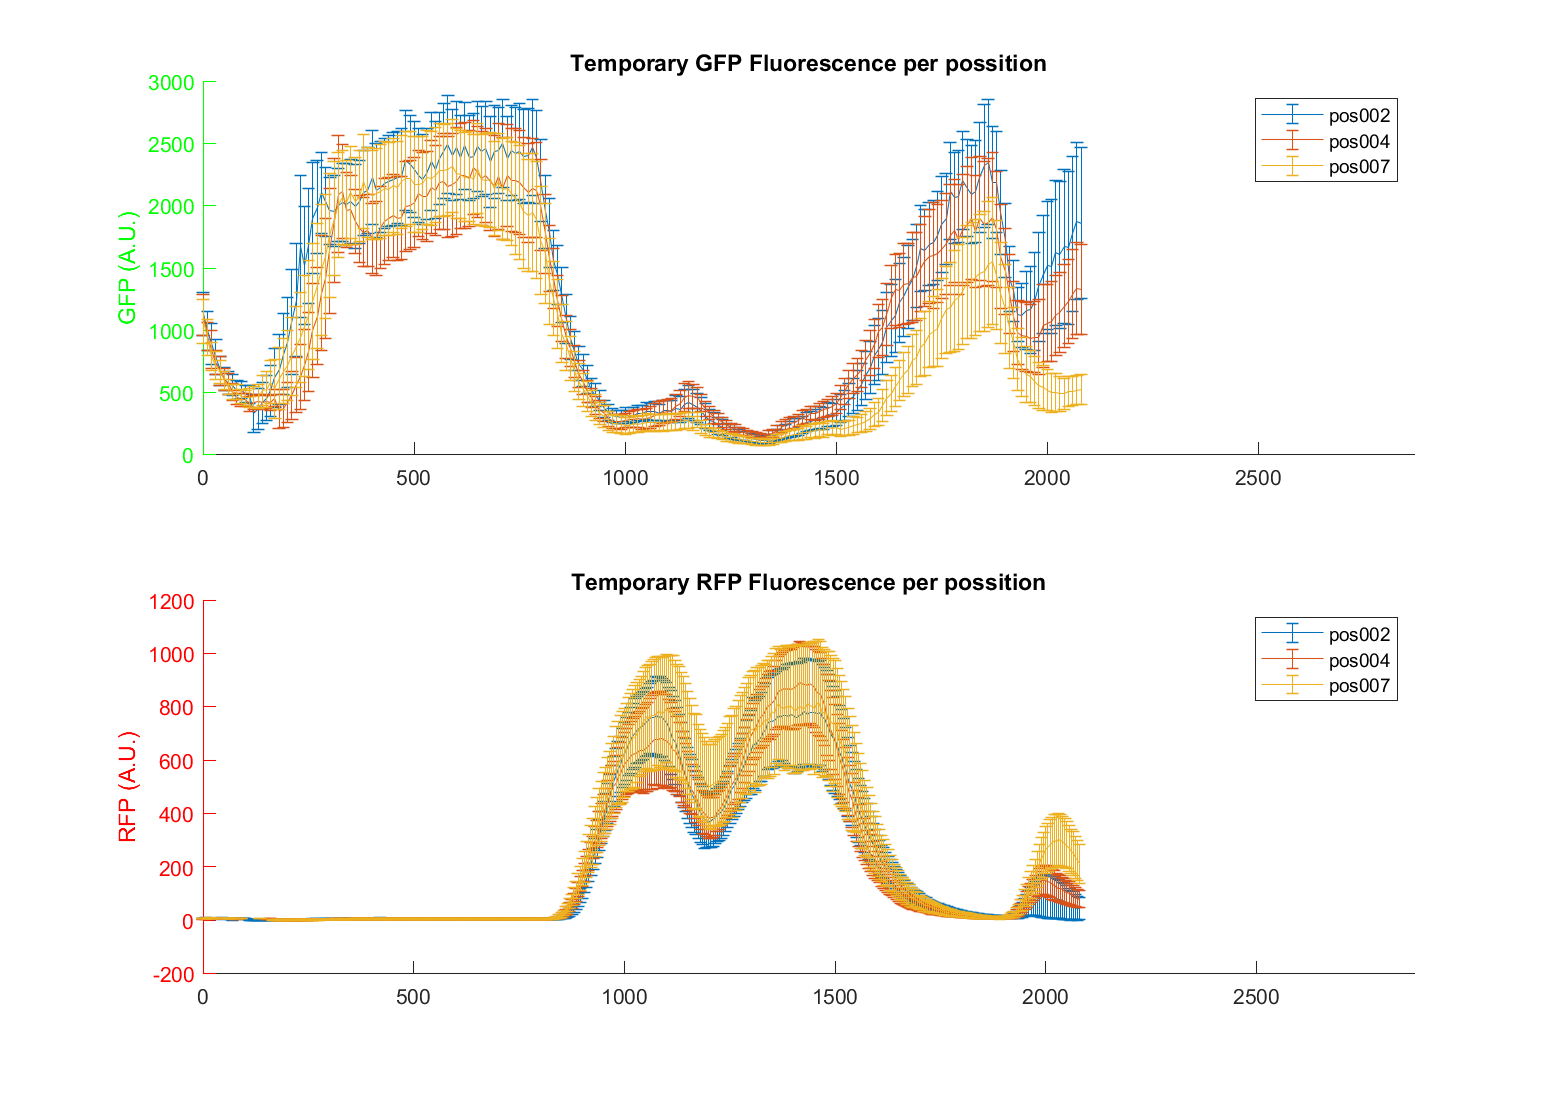 Temporary GFP Fluorescence per possition
3000
2500
2000
1500
1000
500
0
GFP (A.U.)
0 500 1000 1500 2000 2500
pos002
pos004
pos007
Temporary RFP Fluorescence per possition
1200
1000
800
600
400
200
0
-200
RFP (A.U.)
0 500 1000 1500 2000 2500
pos002
pos004
pos007